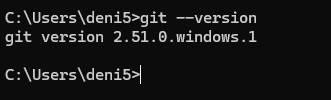 C:\Users\deni5>git --version
git version 2.51.0.windows.1
C:\Users\deni5>